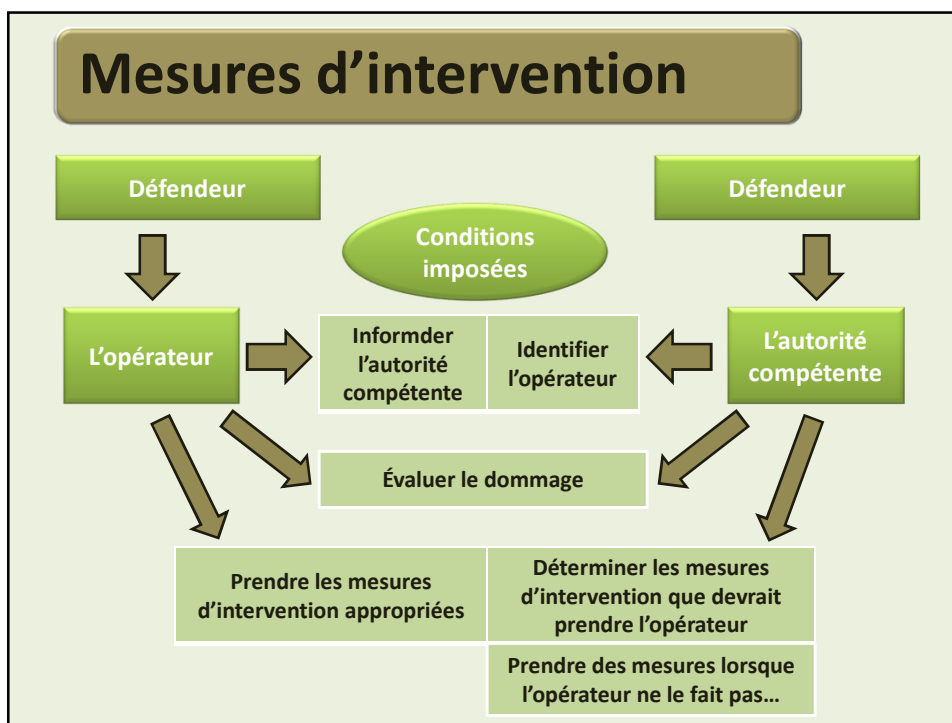 Mesures d’intervention
Défendeur
Défendeur
Conditions
imposées
L’opérateur
Informder
l’autorité
compétente
Identifier
l’opérateur
L’autorité
compétente
Évaluer le dommage
Prendre les mesures
d’intervention appropriées
Déterminer les mesures
d’intervention que devrait
prendre l’opérateur
Prendre des mesures lorsque
l’opérateur ne le fait pas…